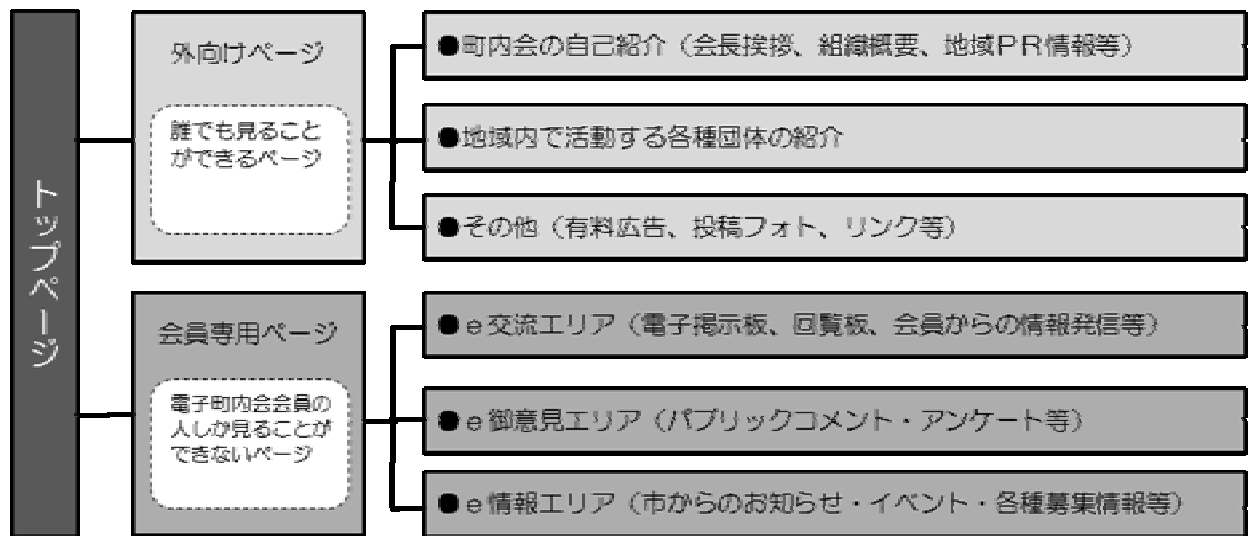 トップページ
外向けページ
誰でも見ること
ができるページ
●町内会の自己紹介（会長挨拶、組織概要、地域PR情報等）
●地域内で活動する各種団体の紹介
●その他（有料広告、投稿フォト、リンク等）
会員専用ページ
電子町内会会員の
人しか見ることが
できないページ
●e交流エリア（電子掲示板、回覧板、会員からの情報発信等）
●e御意見エリア（パブリックコメント・アンケート等）
●e情報エリア（市からのお知らせ・イベント・各種募集情報等）